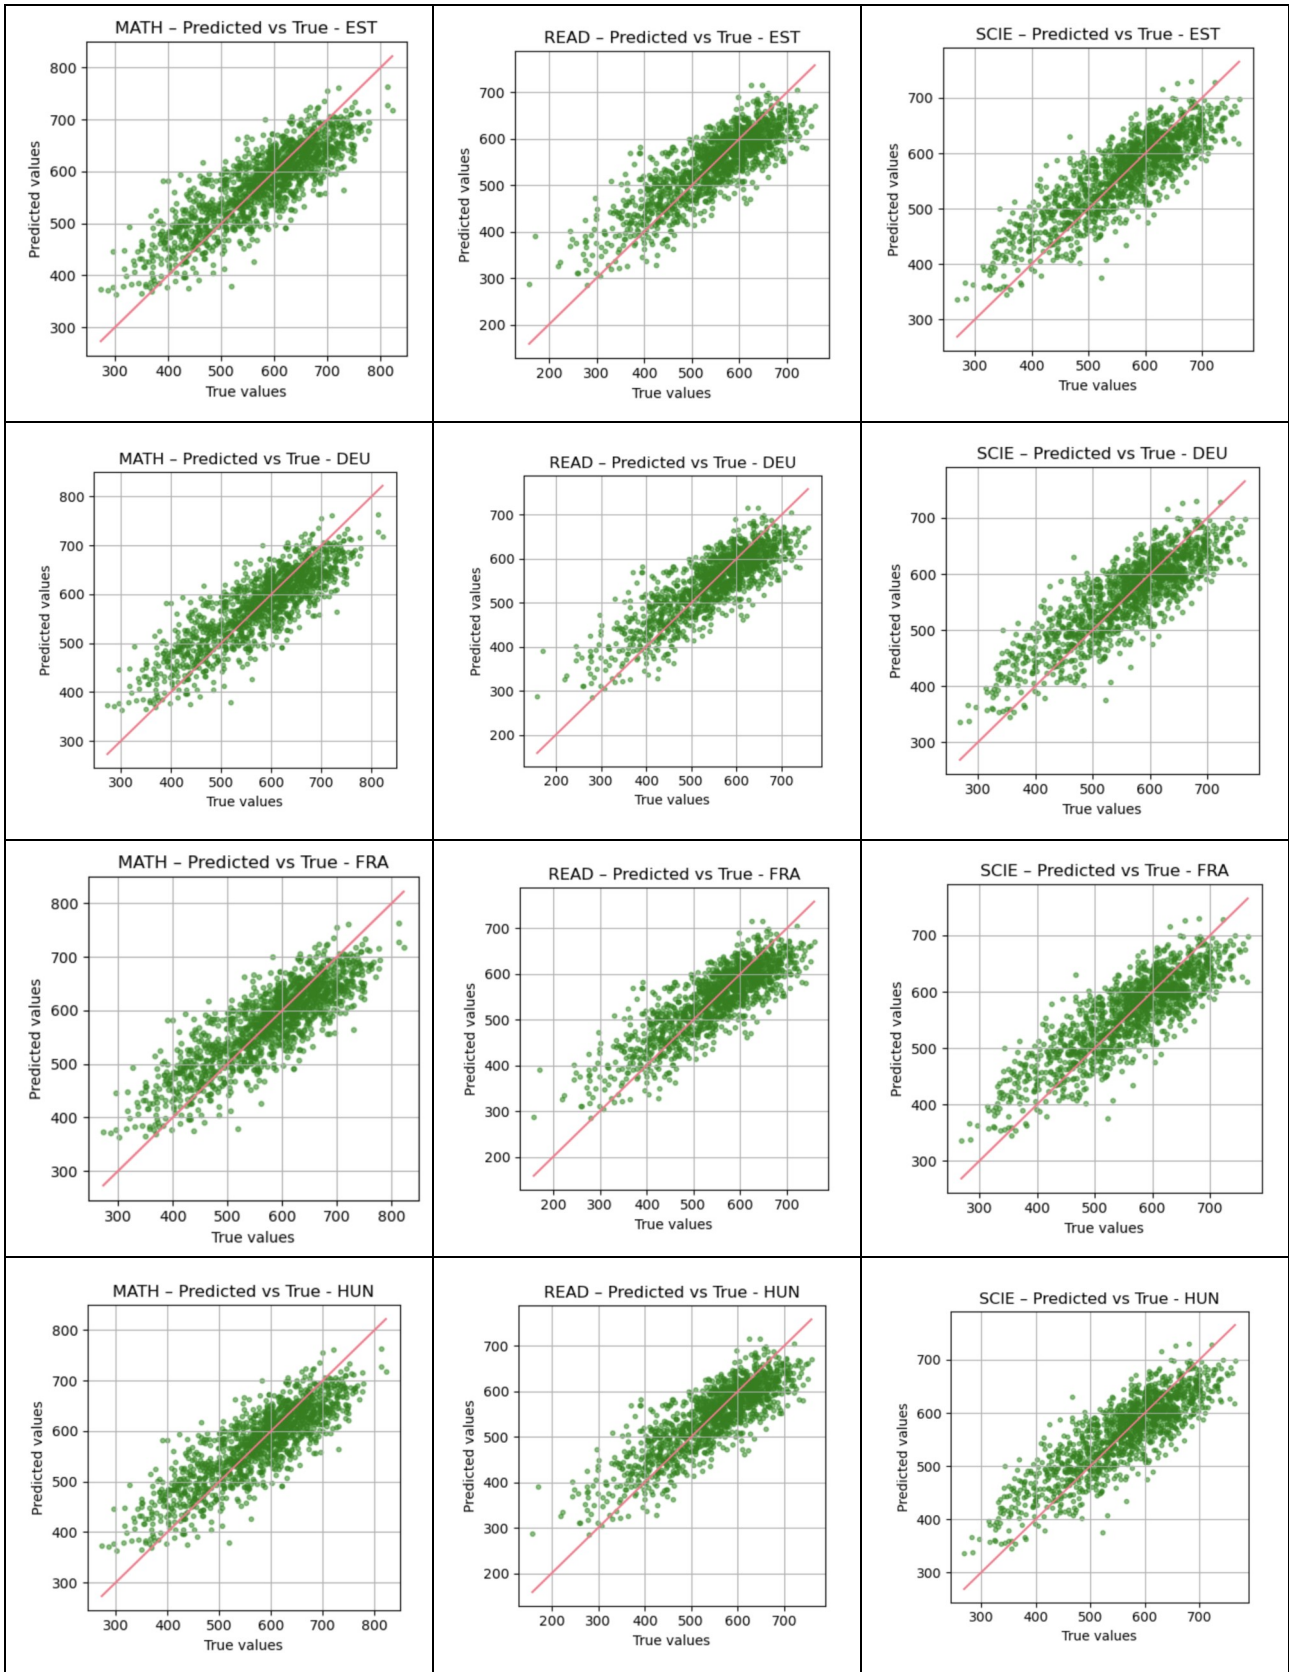 MATH – Predicted vs True - EST
800
700
600
500
400
300
Predicted values
300 400 500 600 700 800
True values
READ – Predicted vs True - EST
700
600
500
400
300
200
Predicted values
200 300 400 500 600 700
True values
SCIE – Predicted vs True - EST
700
600
500
400
300
Predicted values
300 400 500 600 700
True values
MATH – Predicted vs True - DEU
800
700
600
500
400
300
Predicted values
300 400 500 600 700 800
True values
READ – Predicted vs True - DEU
700
600
500
400
300
200
Predicted values
200 300 400 500 600 700
True values
SCIE – Predicted vs True - DEU
700
600
500
400
300
Predicted values
300 400 500 600 700
True values
MATH – Predicted vs True - FRA
800
700
600
500
400
300
Predicted values
300 400 500 600 700 800
True values
READ – Predicted vs True - FRA
700
600
500
400
300
200
Predicted values
200 300 400 500 600 700
True values
SCIE – Predicted vs True - FRA
700
600
500
400
300
Predicted values
300 400 500 600 700
True values
MATH – Predicted vs True - HUN
800
700
600
500
400
300
Predicted values
300 400 500 600 700 800
True values
READ – Predicted vs True - HUN
700
600
500
400
300
200
Predicted values
200 300 400 500 600 700
True values
SCIE – Predicted vs True - HUN
700
600
500
400
300
Predicted values
300 400 500 600 700
True values